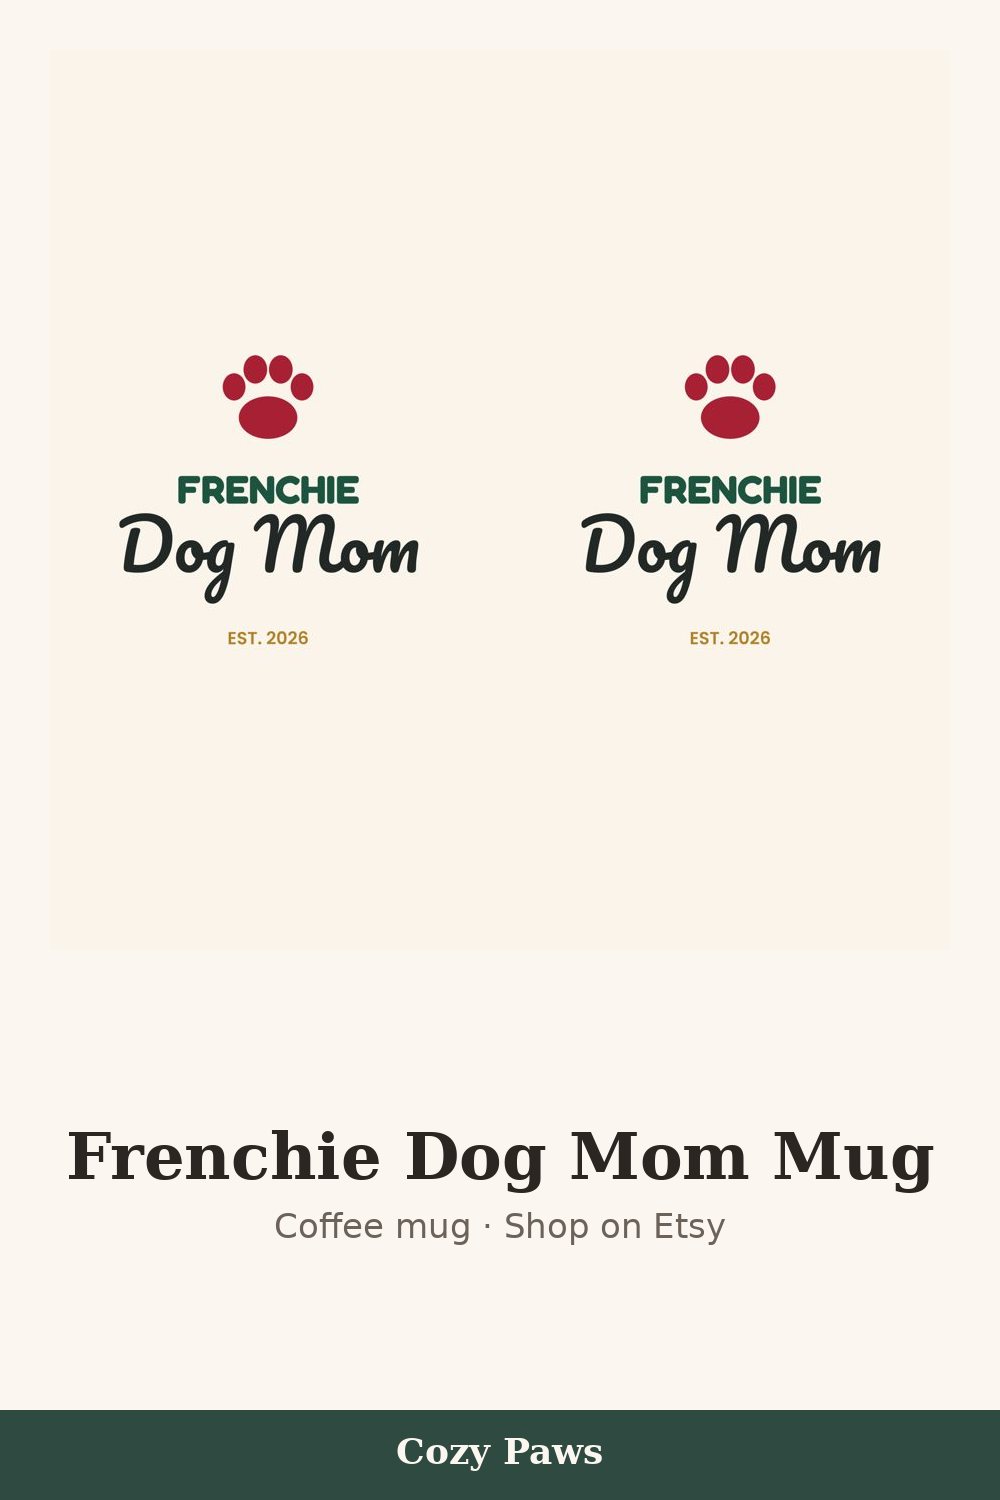 FRENCHIE
Dog Mom
EST. 2026
FRENCHIE
Dog Mom
EST. 2026
Frenchie Dog Mom Mug
Coffee mug · Shop on Etsy
Cozy Paws